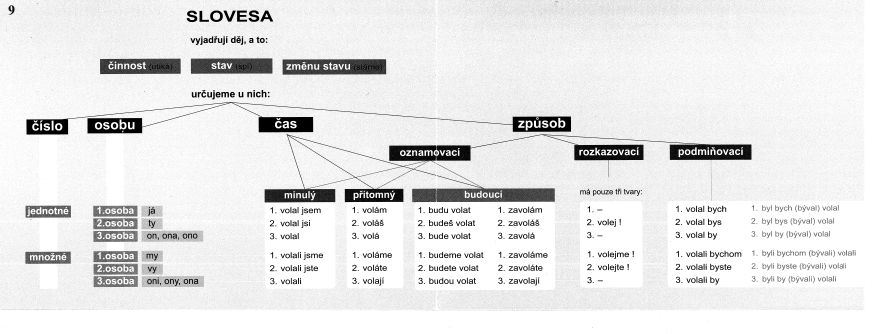 9
SLOVESA
vyjadřují děj, a to:
činnost (utíká) stav (spí) změnu stavu (stárne)
určujeme u nich:
číslo osobu čas způsob
oznamovací rozkazovací podmiňovací
minulý přítomný budoucí má pouze tři tvary:
jednotné 1.osoba já 1. volal jsem 1. volám 1. budu volat 1. zavolám 1. – 1. volal bych 1. byl bych (býval) volal
2.osoba ty 2. volal jsi 2. voláš 2. budeš volat 2. zavoláš 2. volej ! 2. volal bys 2. byl bys (býval) volal
3.osoba on, ona, ono 3. volal 3. volá 3. bude volat 3. zavolá 3. – 3. volal by 3. byl by (býval) volal
množné 1.osoba my 1. volali jsme 1. voláme 1. budeme volat 1. zavoláme 1. volejme ! 1. volali bychom 1. byli bychom (bývali) volali
2.osoba vy 2. volali jste 2. voláte 2. budete volat 2. zavoláte 2. volejte ! 2. volali byste 2. byli byste (bývali) volali
3.osoba oni, ony, ona 3. volali 3. volají 3. budou volat 3. zavolají 3. – 3. volali by 3. byli by (bývali) volali